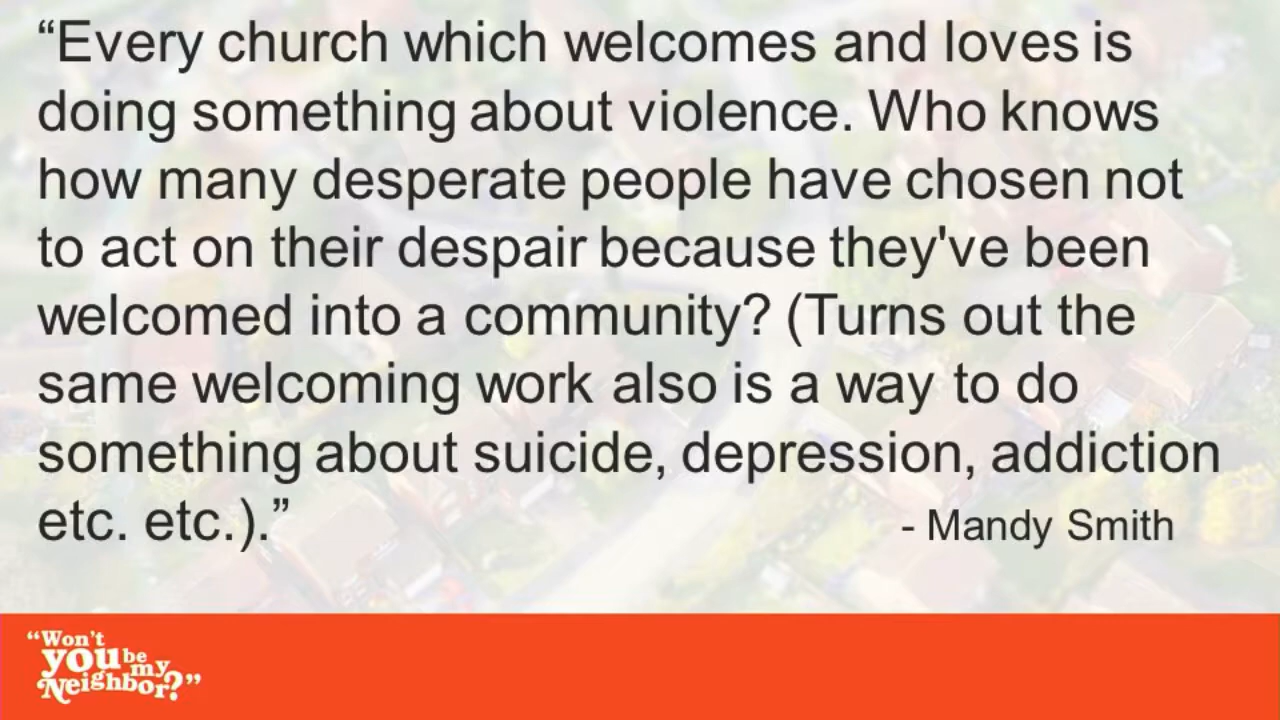 “Every church which welcomes and loves is
doing something about violence. Who knows
how many desperate people have chosen not
to act on their despair because they've been
welcomed into a community? (Turns out the
same welcoming work also is a way to do
something about suicide, depression, addiction
etc. etc.).”
- Mandy Smith
“Won't
you be
my
Neighbor?”